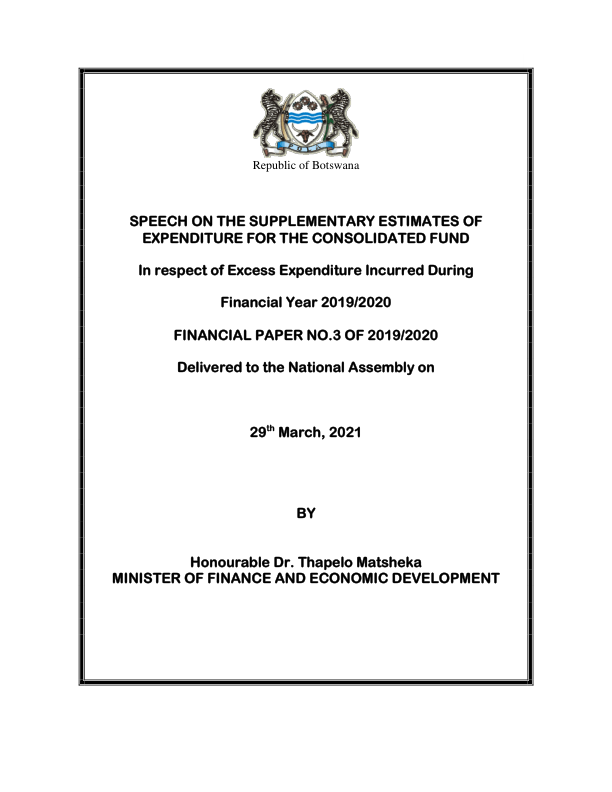 PULA
Republic of Botswana
SPEECH ON THE SUPPLEMENTARY ESTIMATES OF
EXPENDITURE FOR THE CONSOLIDATED FUND
In respect of Excess Expenditure Incurred During
Financial Year 2019/2020
FINANCIAL PAPER NO.3 OF 2019/2020
Delivered to the National Assembly on
29th March, 2021
BY
Honourable Dr. Thapelo Matsheka
MINISTER OF FINANCE AND ECONOMIC DEVELOPMENT